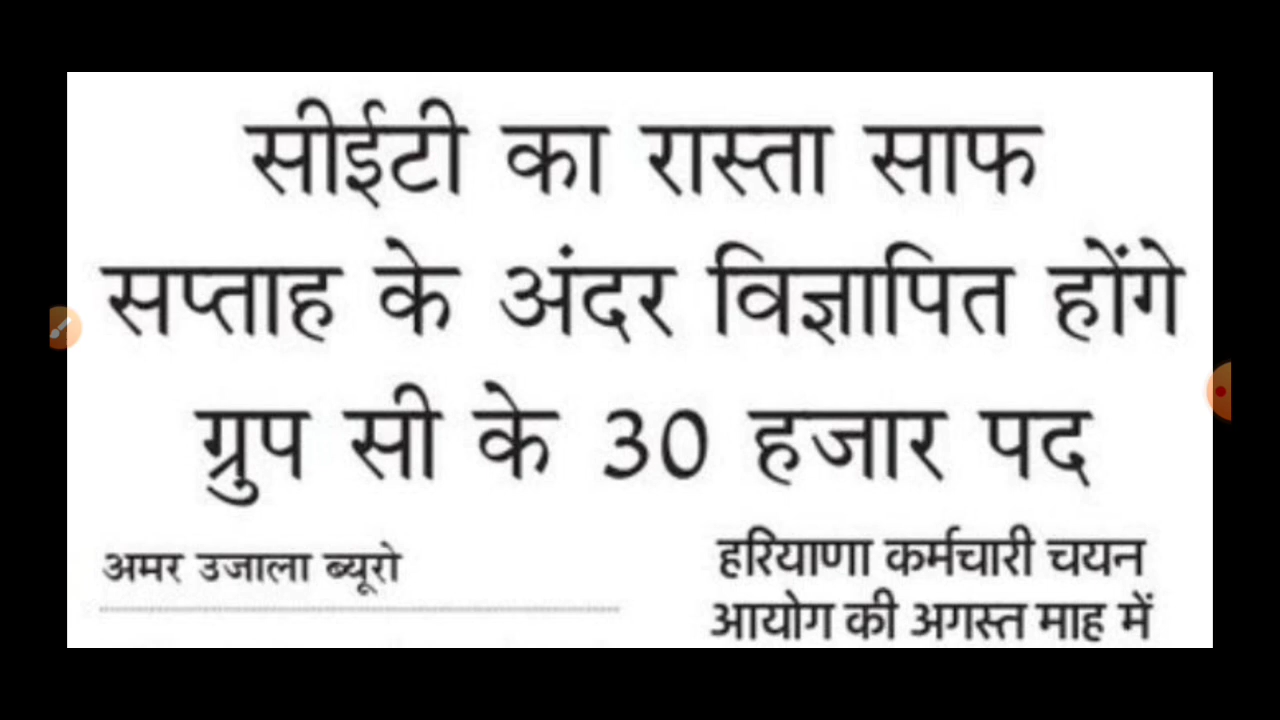 सीईटी का रास्ता साफ
सप्ताह के अंदर विज्ञापित होंगे
ग्रुप सी के 30 हजार पद
अमर उजाला ब्यूरो
हरियाणा कर्मचारी चयन
आयोग की अगस्त माह में